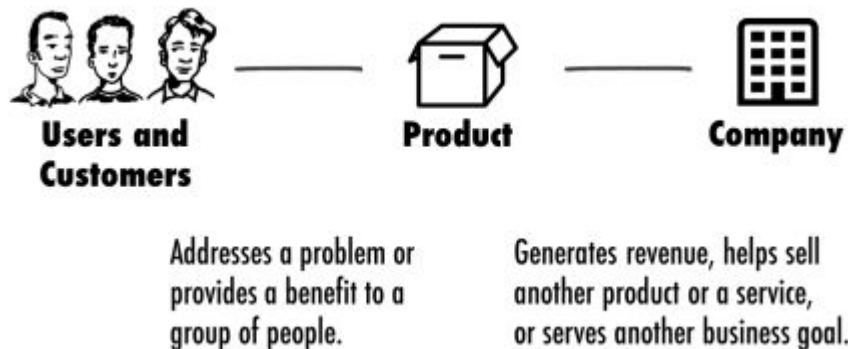 Users and
Customers
Product
Company
Addresses a problem or
provides a benefit to a
group of people.
Generates revenue, helps sell
another product or a service,
or serves another business goal.